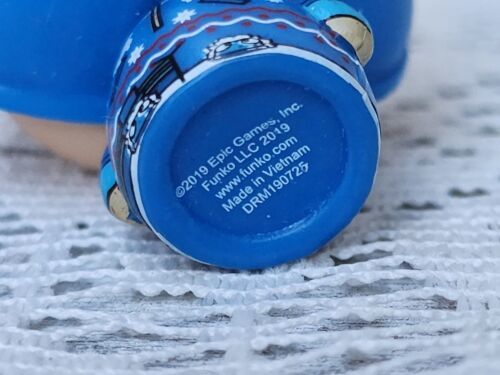 ©2019 Epic Games, Inc.
Funko LLC 2019
www.funko.com
Made in Vietnam
DRM190725